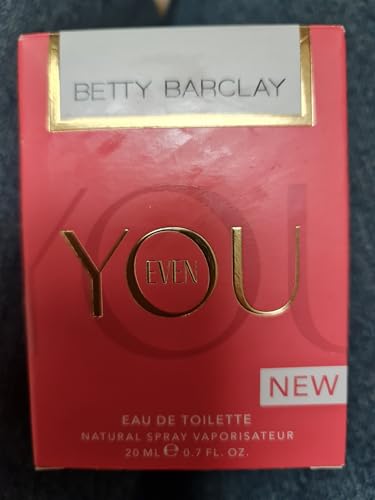 BETTY BARCLAY
YOU
EVEN
NEW
EAU DE TOILETTE
NATURAL SPRAY VAPORISATEUR
20 ML ℮ 0.7 FL. OZ.